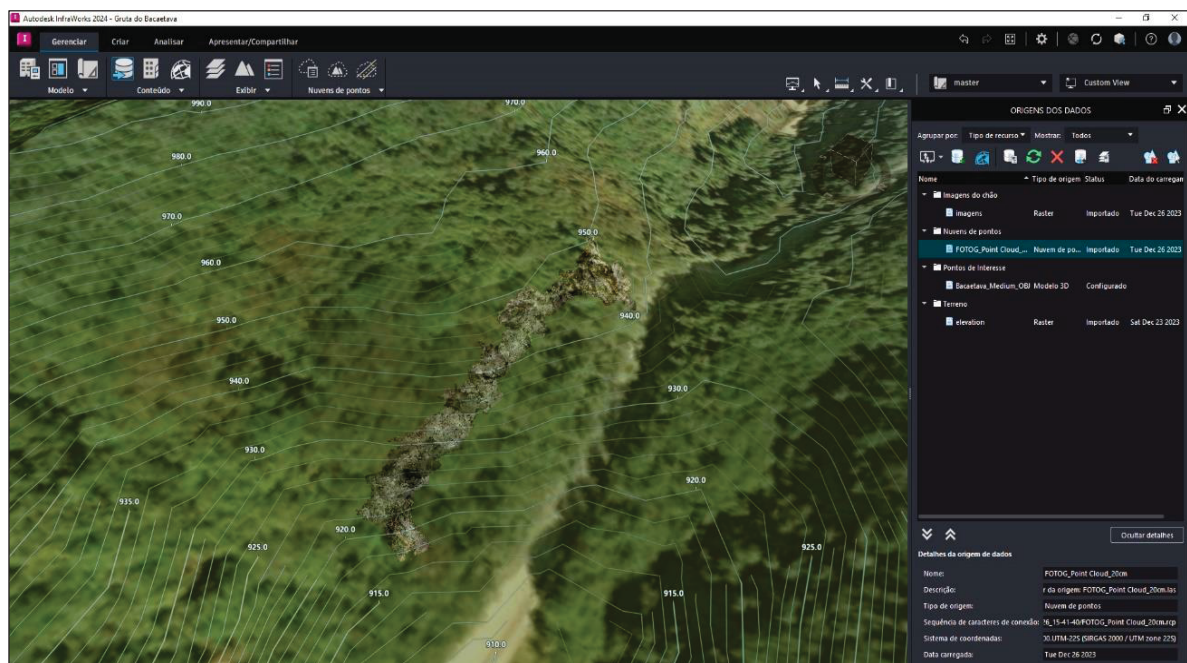 Autodesk InfraWorks 2024 - Gruta do Bacaetava
Gerenciar Criar Analisar Apresentar/Compartilhar
Modelo Conteúdo Exibir Nuvens de pontos
master Custom View
ORIGENS DOS DADOS
Agrupar por: Tipo de recurso Mostrar: Todos
Nome Tipo de origem Status Data do carregan
Imagens do chão
imagens Raster Importado Tue Dec 26 2023
Nuvens de pontos
FOTOG_Point Cloud_... Nuvem de po... Importado Tue Dec 26 2023
Pontos de Interesse
Bacaetava_Medium_OBJ Modelo 3D Configurado
Terreno
elevation Raster Importado Sat Dec 23 2023
990.0
970.0
980.0
960.0
970.0
950.0
960.0
940.0
950.0
930.0
940.0
930.0
920.0
935.0
920.0
925.0
925.0
915.0
915.0
910.0
Ocultar detalhes
Detalhes da origem de dados
Nome: FOTOG_Point Cloud_20cm
Descrição: r da origem: FOTOG_Point Cloud_20cm.las
Tipo de origem: Nuvem de pontos
Sequência de caracteres de conexão: 26_15-41-40/FOTOG_Point Cloud_20cm.rcp
Sistema de coordenadas: 00.UTM-22S (SIRGAS 2000 / UTM zone 22S)
Data carregada: Tue Dec 26 2023